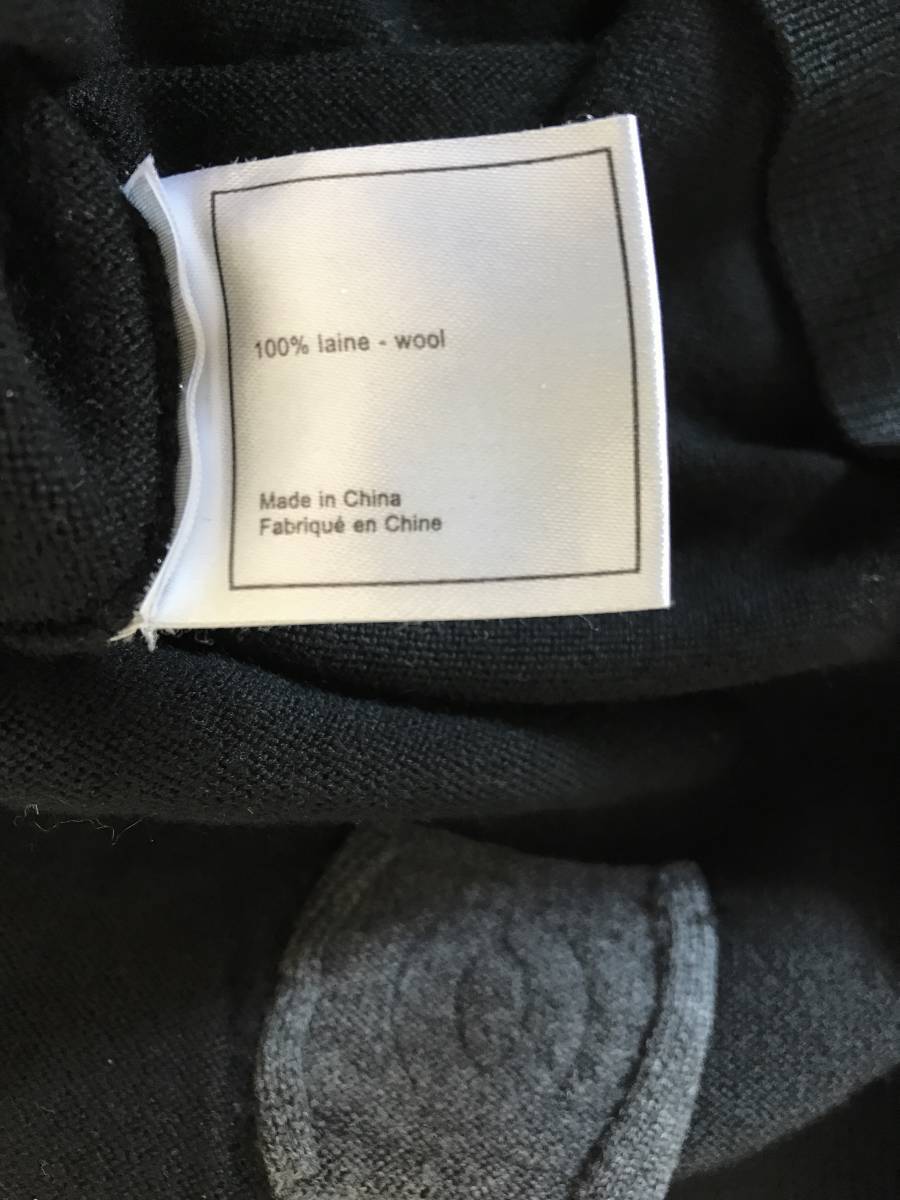 100% laine - wool
Made in China
Fabriqué en Chine